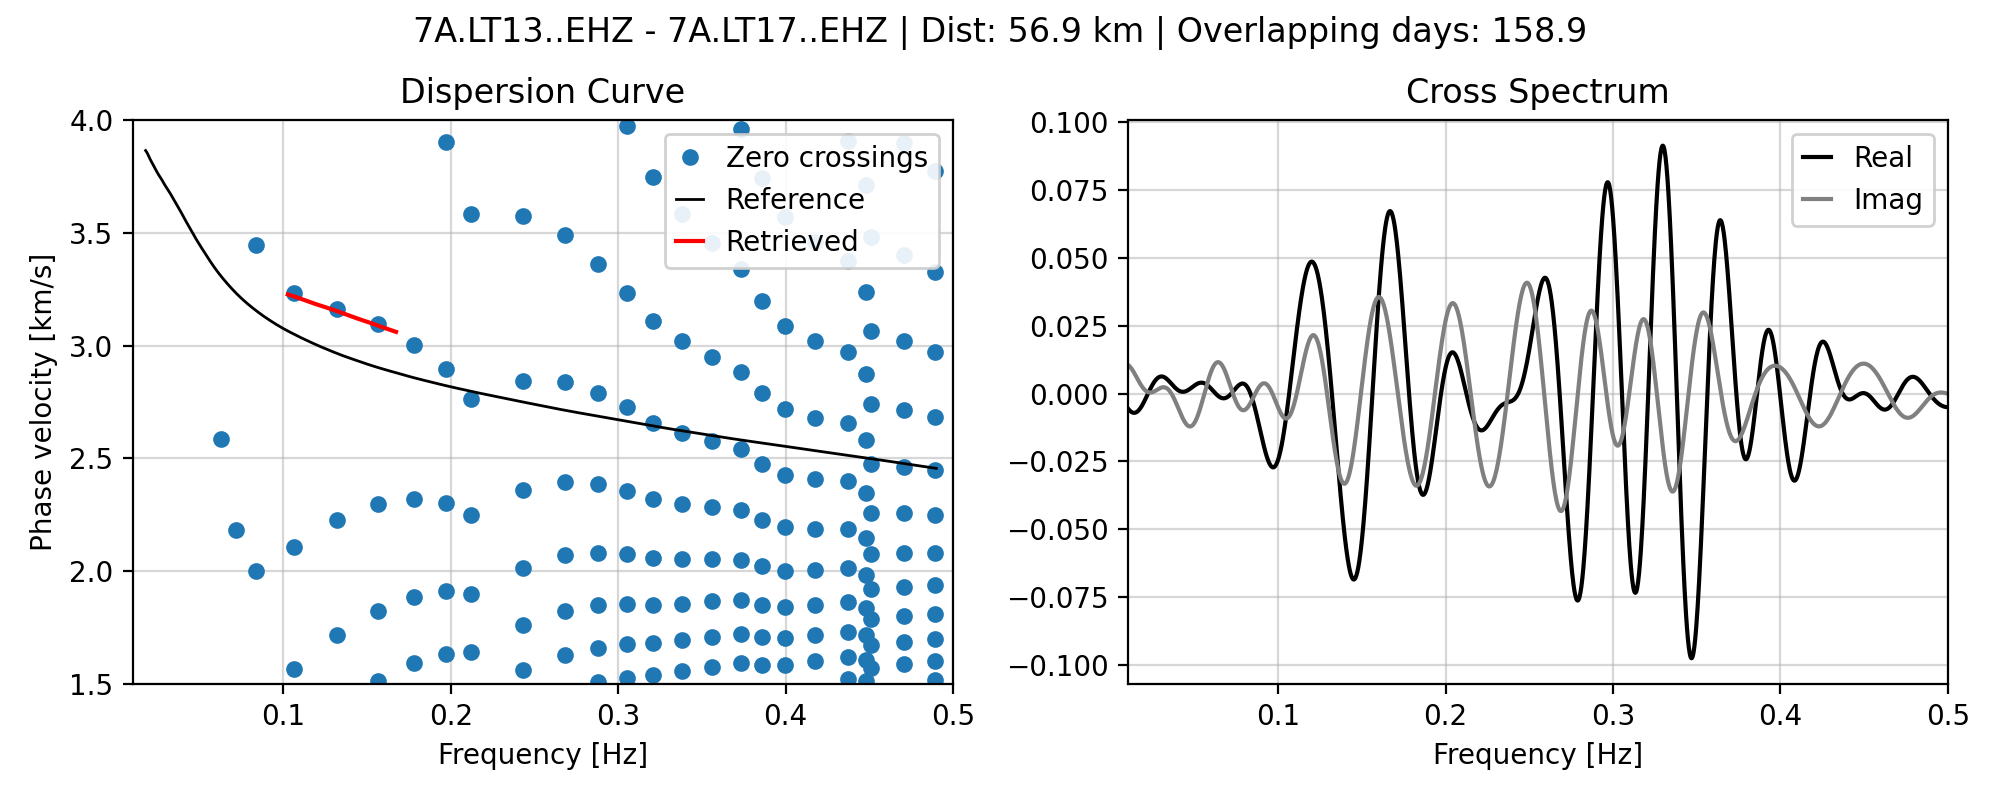 7A.LT13..EHZ - 7A.LT17..EHZ | Dist: 56.9 km | Overlapping days: 158.9
Dispersion Curve
4.0
3.5
3.0
2.5
2.0
1.5
Phase velocity [km/s]
Zero crossings
Reference
Retrieved
0.1
0.2
0.3
0.4
0.5
Frequency [Hz]
Cross Spectrum
0.100
0.075
0.050
0.025
0.000
−0.025
−0.050
−0.075
−0.100
Real
Imag
0.1
0.2
0.3
0.4
0.5
Frequency [Hz]